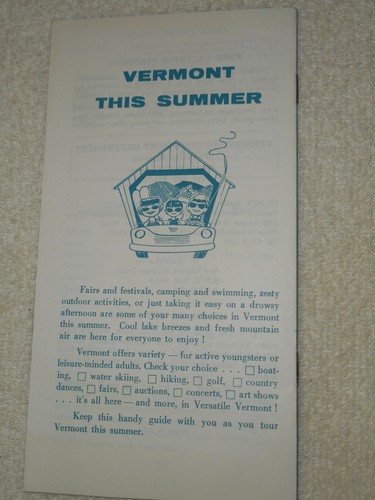 VERMONT
THIS SUMMER
Fairs and festivals, camping and swimming, zesty
outdoor activities, or just taking it easy on a drowsy
afternoon are some of your many choices in Vermont
this summer. Cool lake breezes and fresh mountain
air are here for everyone to enjoy !
Vermont offers variety — for active youngsters or
leisure-minded adults. Check your choice . . . ☐ boat-
ing, ☐ water skiing, ☐ hiking, ☐ golf, ☐ country
dances, ☐ fairs, ☐ auctions, ☐ concerts, ☐ art shows
. . . it's all here — and more, in Versatile Vermont !
Keep this handy guide with you as you tour
Vermont this summer.